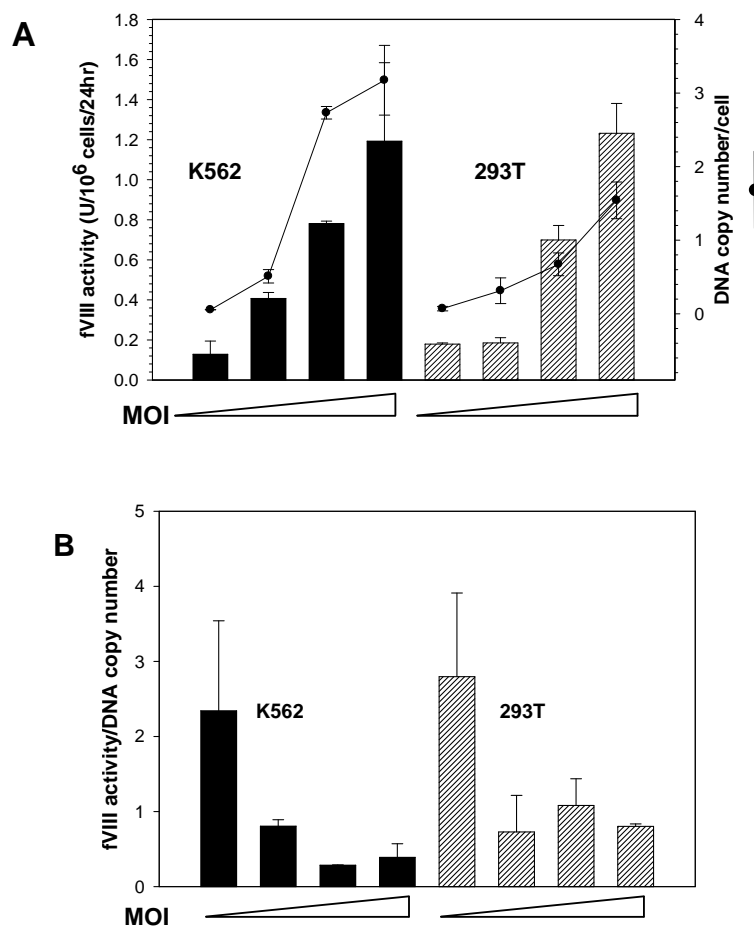 A
fVIII activity (U/10⁶ cells/24hr)
1.8
1.6
1.4
1.2
1.0
0.8
0.6
0.4
0.2
0.0
K562
293T
4
3
2
1
0
DNA copy number/cell
MOI
B
fVIII activity/DNA copy number
5
4
3
2
1
0
K562
293T
MOI